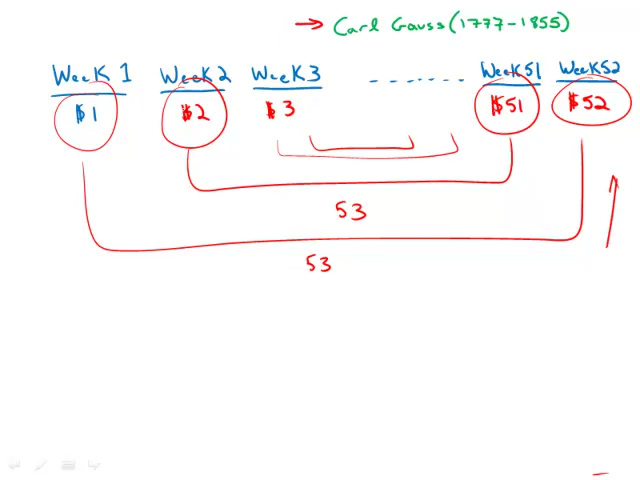 → Carl Gauss (1777-1855)
Week 1 Week 2 Week 3 ........ Week 51 Week 52
$1 $2 $3 $51 $52
53
53